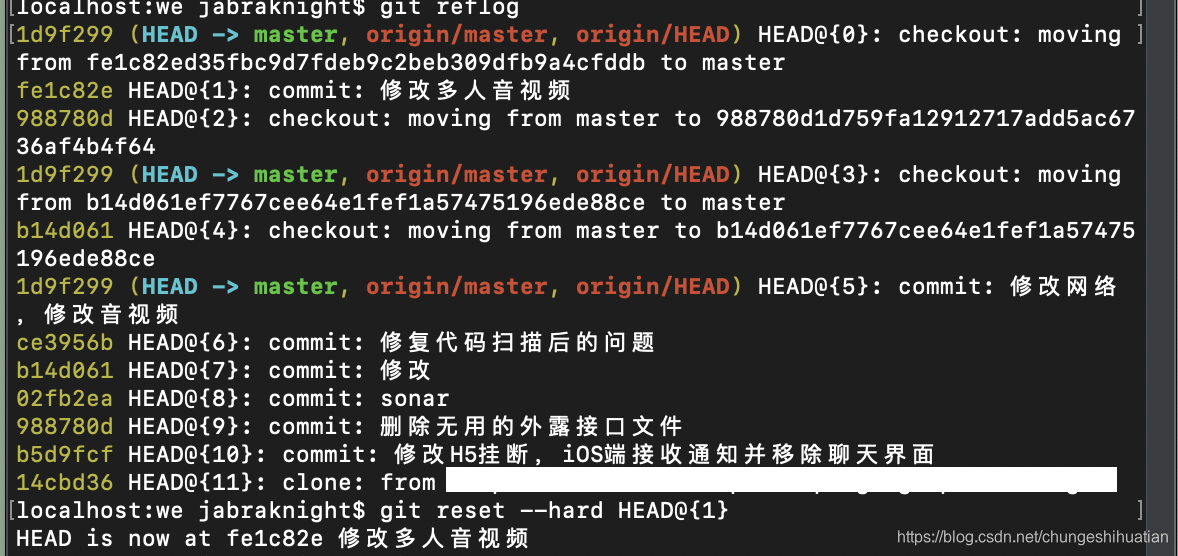 [localhost:we jabraknight$ git reflog ]
[1d9f299 (HEAD -> master, origin/master, origin/HEAD) HEAD@{0}: checkout: moving ]
from fe1c82ed35fbc9d7fdeb9c2beb309dfb9a4cfddb to master
fe1c82e HEAD@{1}: commit: 修改多人音视频
988780d HEAD@{2}: checkout: moving from master to 988780d1d759fa12912717add5ac67
36af4b4f64
1d9f299 (HEAD -> master, origin/master, origin/HEAD) HEAD@{3}: checkout: moving
from b14d061ef7767cee64e1fef1a57475196ede88ce to master
b14d061 HEAD@{4}: checkout: moving from master to b14d061ef7767cee64e1fef1a57475
196ede88ce
1d9f299 (HEAD -> master, origin/master, origin/HEAD) HEAD@{5}: commit: 修改网络
，修改音视频
ce3956b HEAD@{6}: commit: 修复代码扫描后的问题
b14d061 HEAD@{7}: commit: 修改
02fb2ea HEAD@{8}: commit: sonar
988780d HEAD@{9}: commit: 删除无用的外露接口文件
b5d9fcf HEAD@{10}: commit: 修改H5挂断，iOS端接收通知并移除聊天界面
14cbd36 HEAD@{11}: clone: from
[localhost:we jabraknight$ git reset --hard HEAD@{1} ]
HEAD is now at fe1c82e 修改多人音视频
https://blog.csdn.net/chungeshihuatian